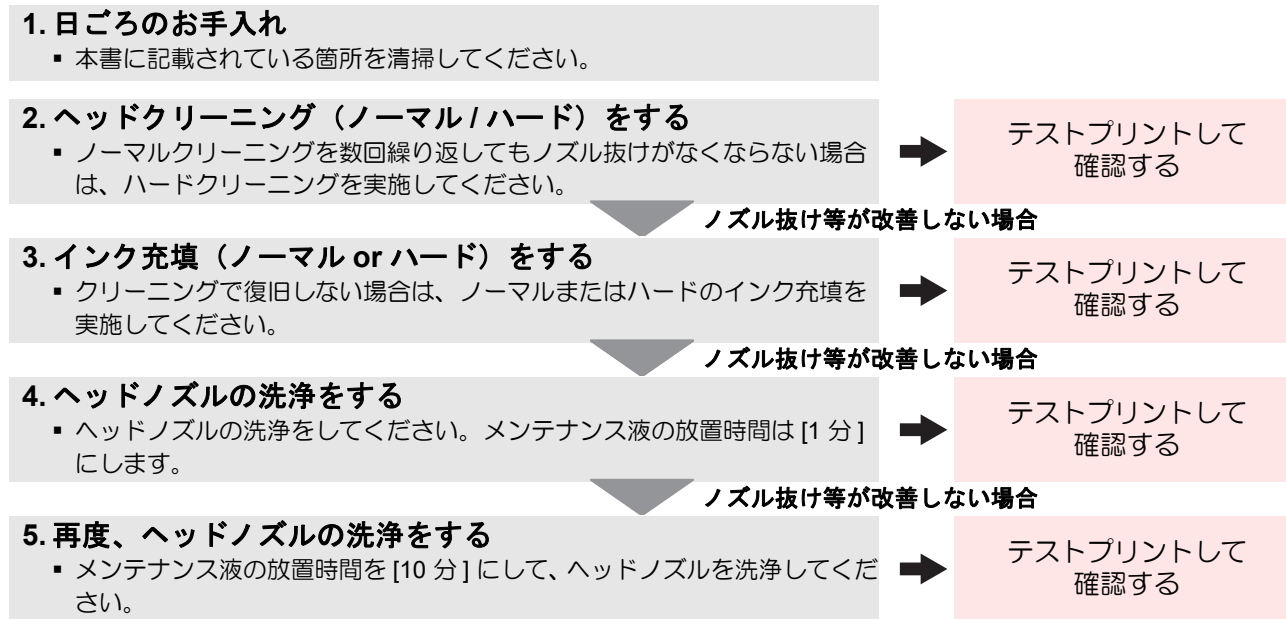 1. 日ごろのお手入れ
▪ 本書に記載されている箇所を清掃してください。
2. ヘッドクリーニング（ノーマル / ハード）をする
▪ ノーマルクリーニングを数回繰り返してもノズル抜けがなくならない場合
は、ハードクリーニングを実施してください。
テストプリントして
確認する
ノズル抜け等が改善しない場合
3. インク充填（ノーマル or ハード）をする
▪ クリーニングで復旧しない場合は、ノーマルまたはハードのインク充填を
実施してください。
テストプリントして
確認する
ノズル抜け等が改善しない場合
4. ヘッドノズルの洗浄をする
▪ ヘッドノズルの洗浄をしてください。メンテナンス液の放置時間は [1 分 ]
にします。
テストプリントして
確認する
ノズル抜け等が改善しない場合
5. 再度、ヘッドノズルの洗浄をする
▪ メンテナンス液の放置時間を [10 分 ] にして、ヘッドノズルを洗浄してくだ
さい。
テストプリントして
確認する